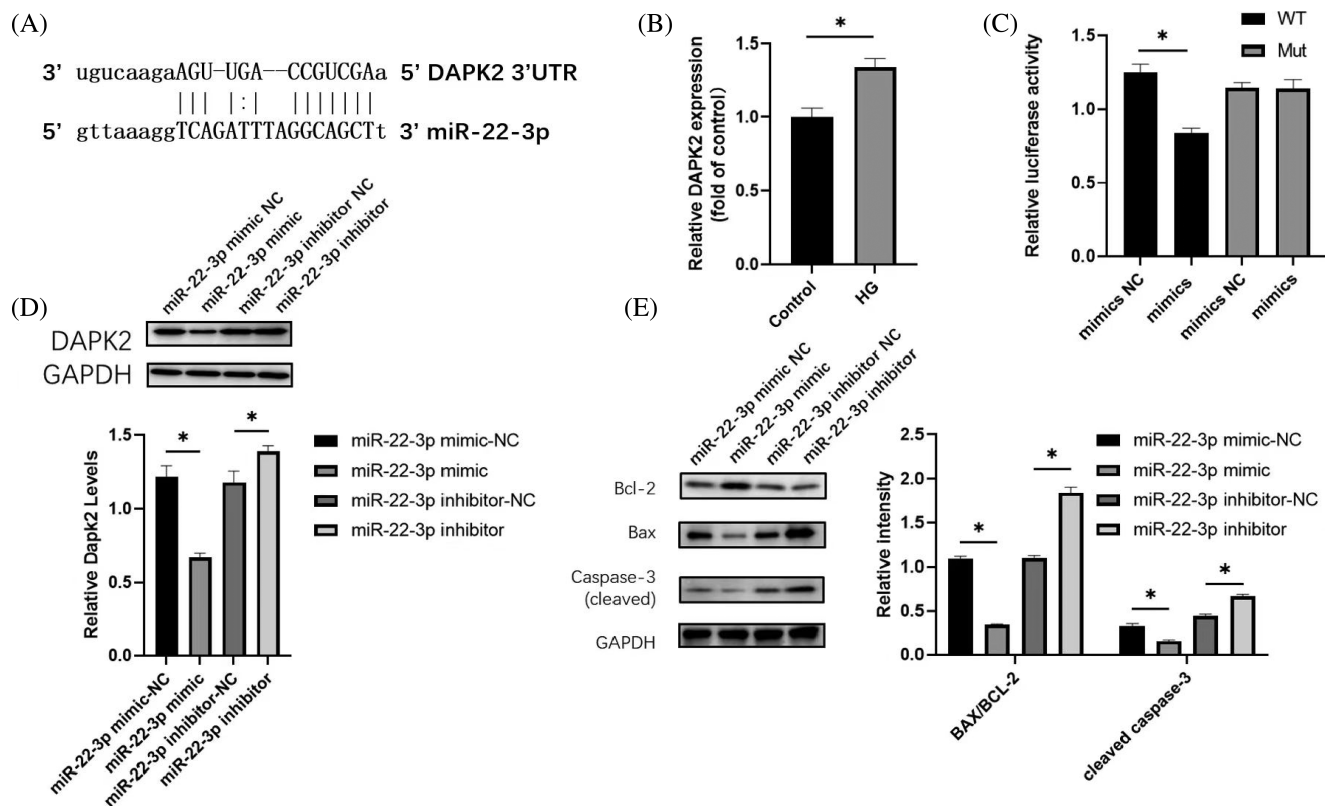 (A)
3’ ugucaagaAGU-UGA--CCGUCGAa 5’ DAPK2 3’UTR
||| |:| |||||||
5’ gttaaaggTCAGATTTAGGCAGCTt 3’ miR-22-3p
(B)
*
Relative DAPK2 expression
(fold of control)
1.5
1.0
0.5
0.0
Control
HG
(C)
WT
Mut
*
Relative luciferase activity
1.5
1.0
0.5
0.0
mimics NC
mimics
mimics NC
mimics
(D)
miR-22-3p mimic NC
miR-22-3p mimic
miR-22-3p inhibitor NC
miR-22-3p inhibitor
DAPK2
GAPDH
Relative Dapk2 Levels
1.5
1.0
0.5
0.0
*
*
miR-22-3p mimic-NC
miR-22-3p mimic
miR-22-3p inhibitor-NC
miR-22-3p inhibitor
miR-22-3p mimic-NC
miR-22-3p mimic
miR-22-3p inhibitor-NC
miR-22-3p inhibitor
(E)
miR-22-3p mimic NC
miR-22-3p mimic
miR-22-3p inhibitor NC
miR-22-3p inhibitor
Bcl-2
Bax
Caspase-3
(cleaved)
GAPDH
Relative intensity
2.5
2.0
1.5
1.0
0.5
0.0
*
*
*
*
miR-22-3p mimic-NC
miR-22-3p mimic
miR-22-3p inhibitor-NC
miR-22-3p inhibitor
BAX/BCL-2
cleaved caspase-3